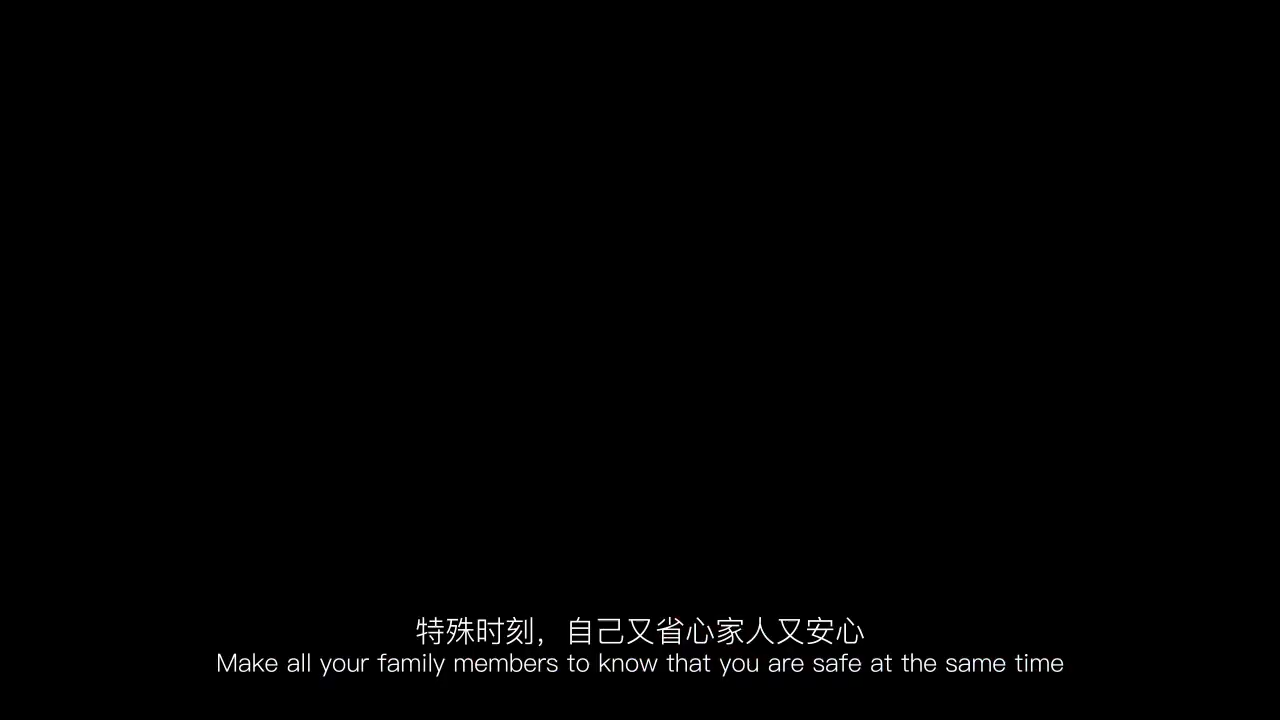 特殊时刻，自己又省心家人又安心
Make all your family members to know that you are safe at the same time